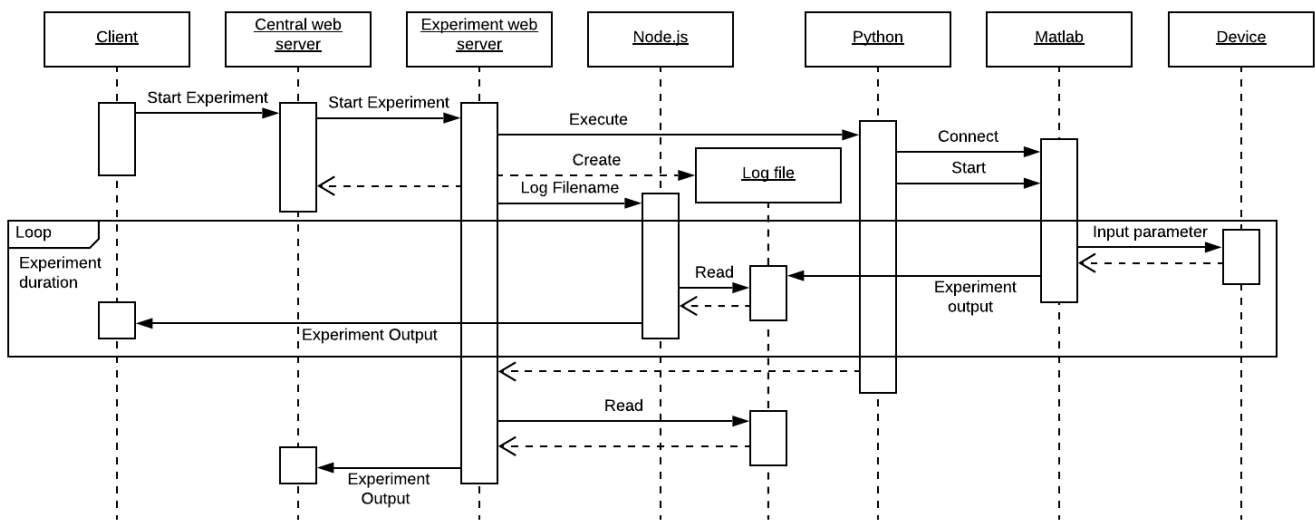 Client
Central web
server
Experiment web
server
Node.js
Python
Matlab
Device
Start Experiment
Start Experiment
Execute
Connect
Create
Log file
Start
Log Filename
Loop
Experiment
duration
Input parameter
Read
Experiment
output
Experiment Output
Read
Experiment
Output